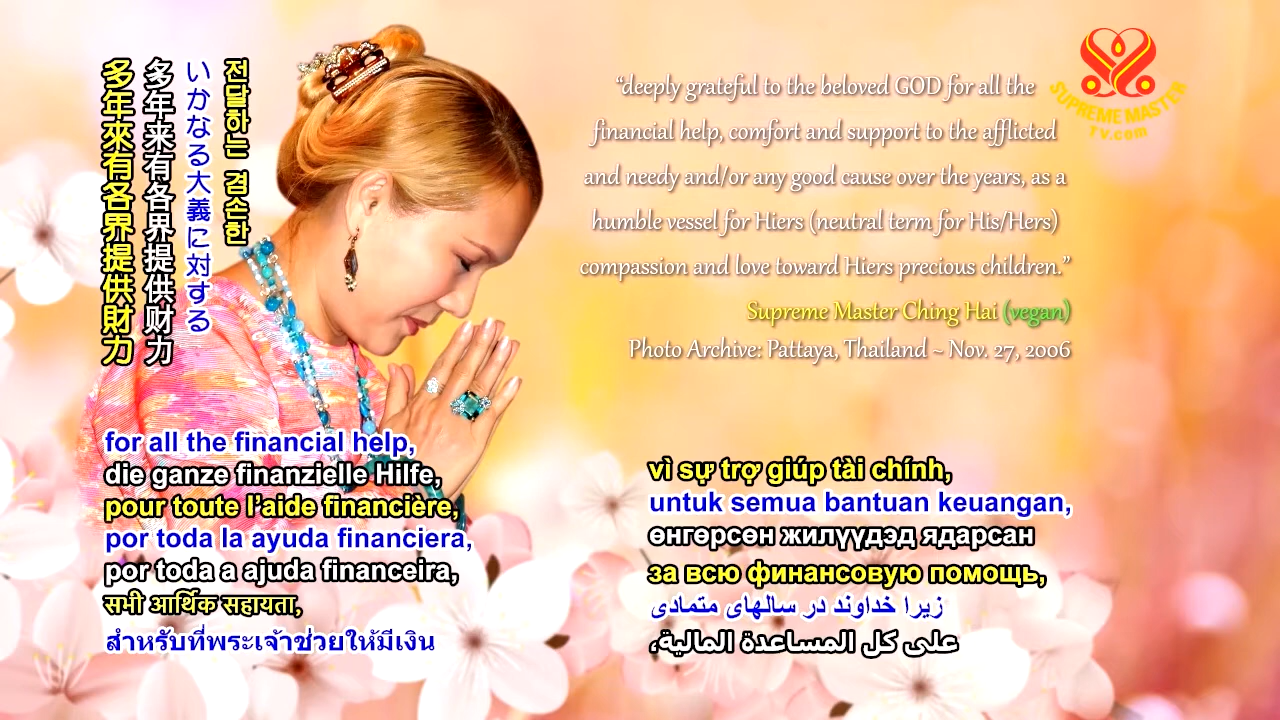 전달하는 겸손한
いかなる大義に対する
多年来有各界提供财力
多年來有各界提供財力
“deeply grateful to the beloved GOD for all the
financial help, comfort and support to the afflicted
and needy and/or any good cause over the years, as a
humble vessel for Hiers (neutral term for His/Hers)
compassion and love toward Hiers precious children.”
Supreme Master Ching Hai (vegan)
Photo Archive: Pattaya, Thailand ~ Nov. 27, 2006
SUPREME MASTER
TV.com
for all the financial help,
die ganze finanzielle Hilfe,
pour toute l’aide financière,
por toda la ayuda financiera,
por toda a ajuda financeira,
सभी आर्थिक सहायता,
สำหรับที่พระเจ้าช่วยให้มีเงิน
vì sự trợ giúp tài chính,
untuk semua bantuan keuangan,
өнгөрсөн жилүүдэд ядарсан
за всю финансовую помощь,
زیرا خداوند در سالهای متمادی
على كل المساعدة المالية،